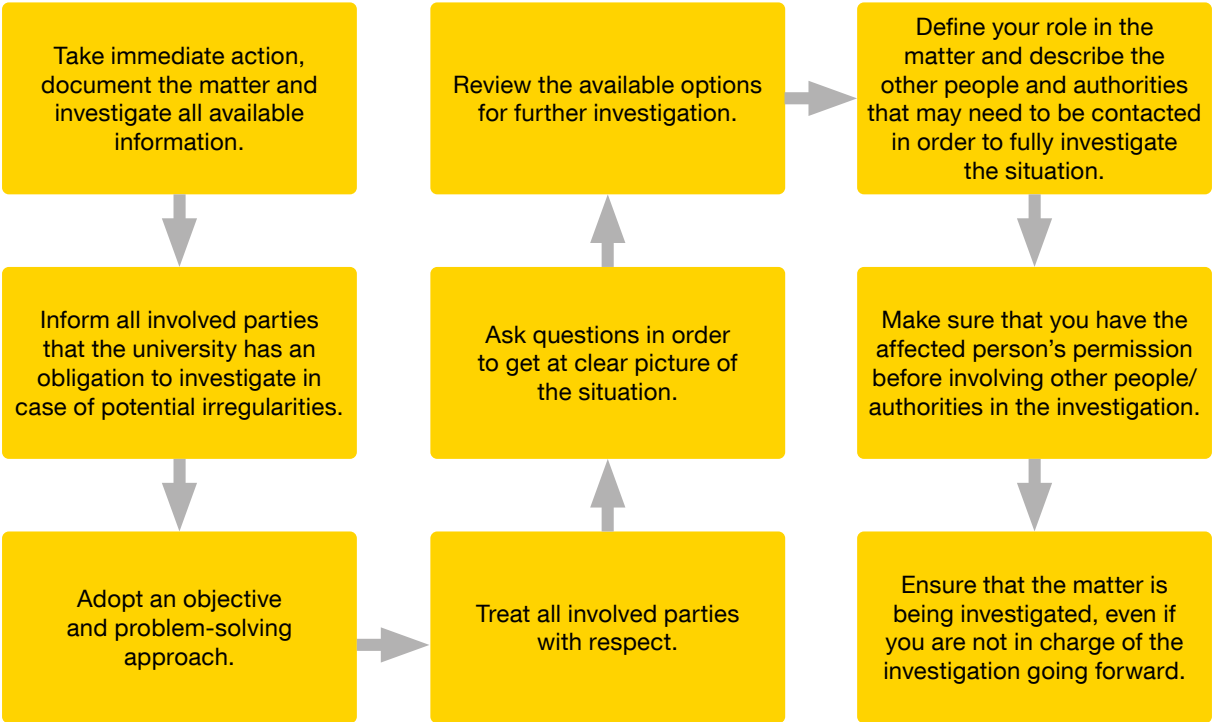 Take immediate action,
document the matter and
investigate all available
information.
Inform all involved parties
that the university has an
obligation to investigate in
case of potential irregularities.
Adopt an objective
and problem-solving
approach.
Treat all involved parties
with respect.
Ask questions in order
to get at clear picture of
the situation.
Review the available options
for further investigation.
Define your role in the
matter and describe the
other people and authorities
that may need to be contacted
in order to fully investigate
the situation.
Make sure that you have the
affected person’s permission
before involving other people/
authorities in the investigation.
Ensure that the matter is
being investigated, even if
you are not in charge of the
investigation going forward.